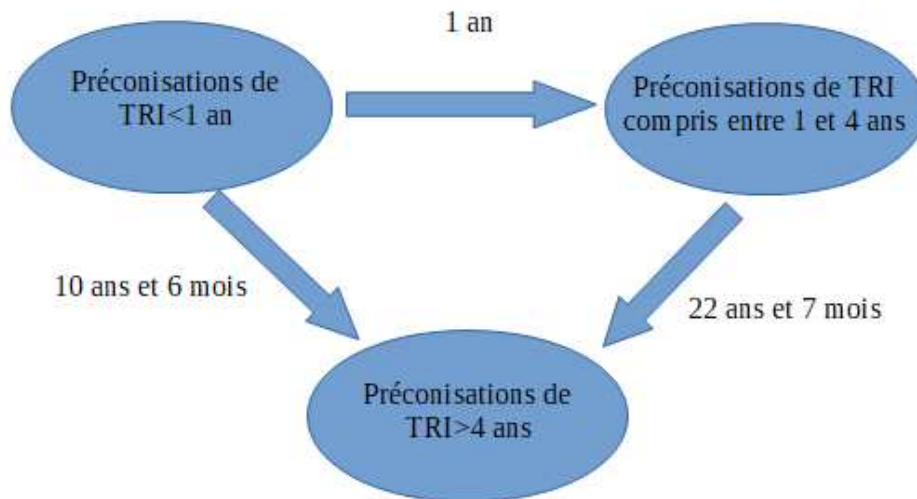 1 an
Préconisations de
TRI<1 an
Préconisations de TRI
compris entre 1 et 4 ans
10 ans et 6 mois
22 ans et 7 mois
Préconisations de
TRI>4 ans